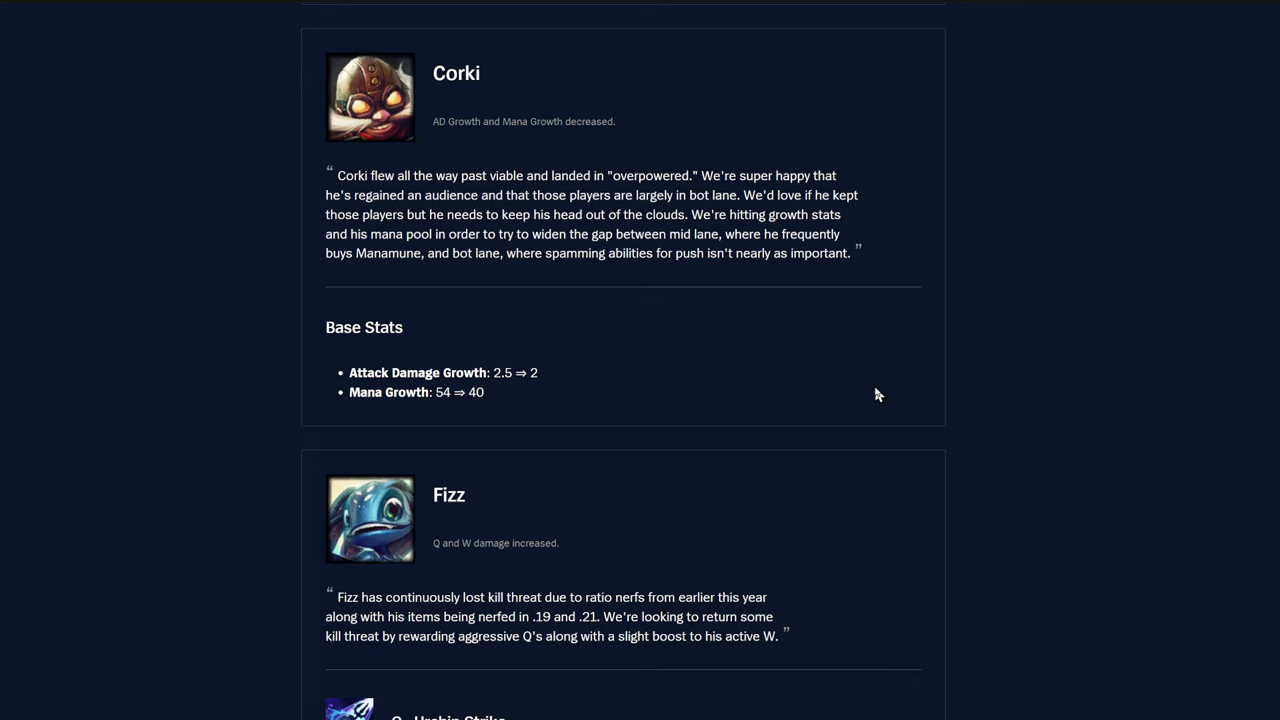 Corki
AD Growth and Mana Growth decreased.
“ Corki flew all the way past viable and landed in "overpowered." We're super happy that
he's regained an audience and that those players are largely in bot lane. We'd love if he kept
those players but he needs to keep his head out of the clouds. We're hitting growth stats
and his mana pool in order to try to widen the gap between mid lane, where he frequently
buys Manamune, and bot lane, where spamming abilities for push isn't nearly as important. ”
Base Stats
• Attack Damage Growth: 2.5 ⇒ 2
• Mana Growth: 54 ⇒ 40
Fizz
Q and W damage increased.
“ Fizz has continuously lost kill threat due to ratio nerfs from earlier this year
along with his items being nerfed in .19 and .21. We're looking to return some
kill threat by rewarding aggressive Q's along with a slight boost to his active W. ”
Q - Urchin Strike